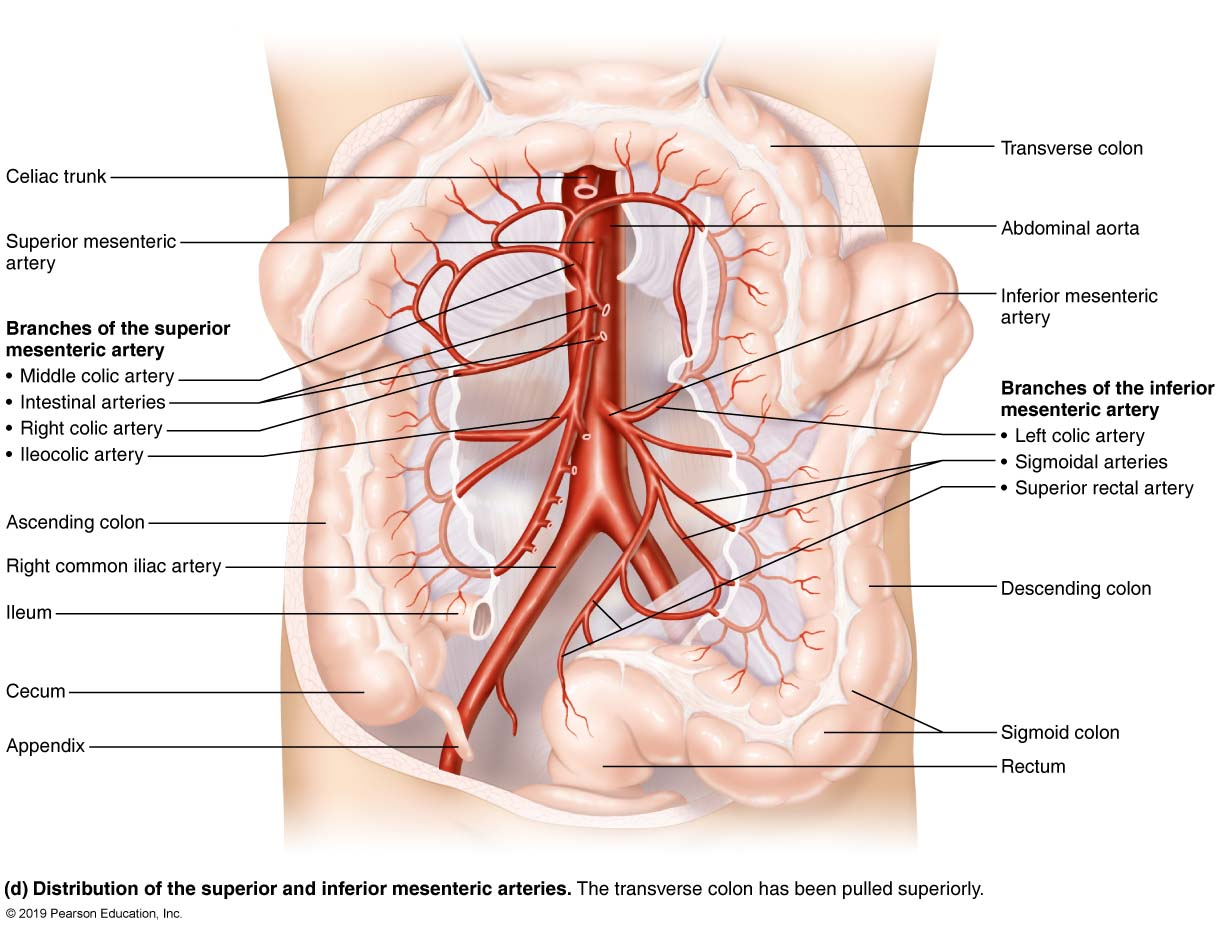 Celiac trunk
Superior mesenteric
artery
Branches of the superior
mesenteric artery
• Middle colic artery
• Intestinal arteries
• Right colic artery
• Ileocolic artery
Ascending colon
Right common iliac artery
Ileum
Cecum
Appendix
Transverse colon
Abdominal aorta
Inferior mesenteric
artery
Branches of the inferior
mesenteric artery
• Left colic artery
• Sigmoidal arteries
• Superior rectal artery
Descending colon
Sigmoid colon
Rectum
(d) Distribution of the superior and inferior mesenteric arteries. The transverse colon has been pulled superiorly.
© 2019 Pearson Education, Inc.